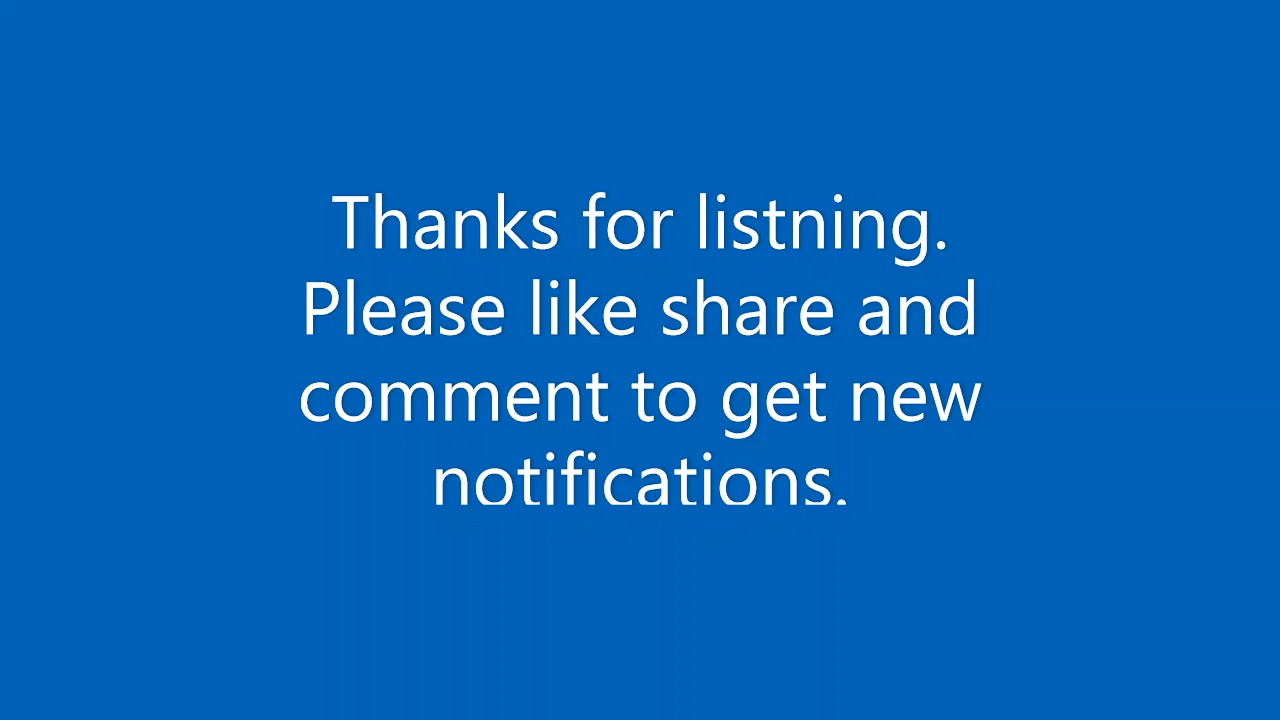 Thanks for listning.
Please like share and
comment to get new
notifications.